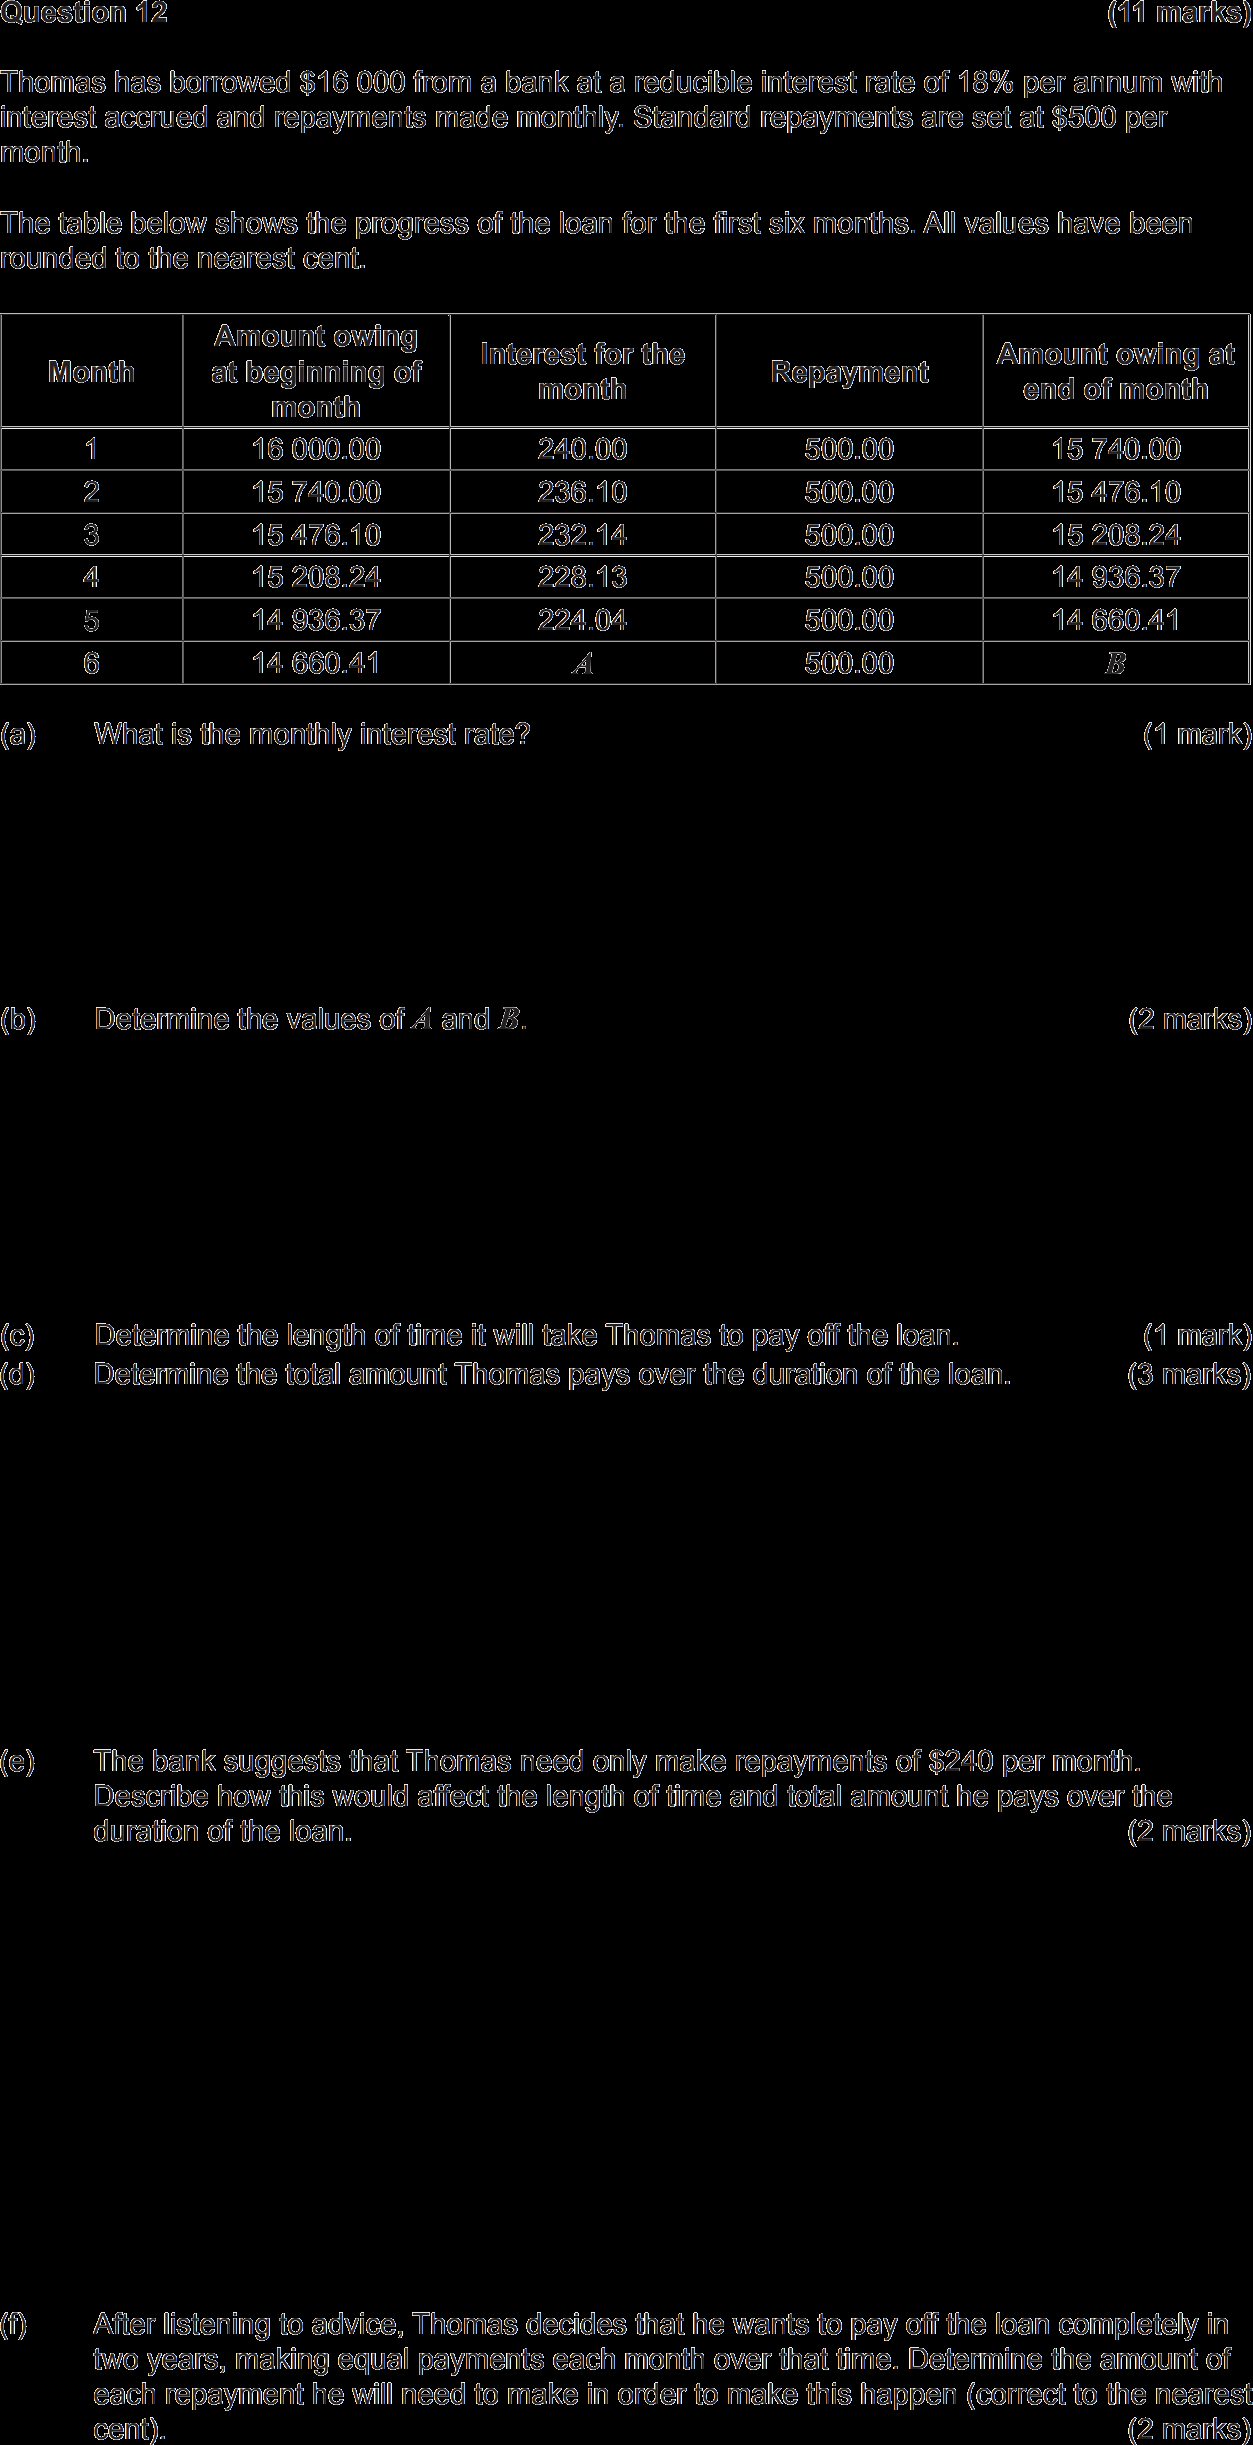 Question 12 (11 marks)
Thomas has borrowed $16 000 from a bank at a reducible interest rate of 18% per annum with
interest accrued and repayments made monthly. Standard repayments are set at $500 per
month.
The table below shows the progress of the loan for the first six months. All values have been
rounded to the nearest cent.
Month | Amount owing at beginning of month | Interest for the month | Repayment | Amount owing at end of month
1 16 000.00 240.00 500.00 15 740.00
2 15 740.00 236.10 500.00 15 476.10
3 15 476.10 232.14 500.00 15 208.24
4 15 208.24 228.13 500.00 14 936.37
5 14 936.37 224.04 500.00 14 660.41
6 14 660.41 A 500.00 B
(a) What is the monthly interest rate? (1 mark)
(b) Determine the values of A and B. (2 marks)
(c) Determine the length of time it will take Thomas to pay off the loan. (1 mark)
(d) Determine the total amount Thomas pays over the duration of the loan. (3 marks)
(e) The bank suggests that Thomas need only make repayments of $240 per month.
Describe how this would affect the length of time and total amount he pays over the
duration of the loan. (2 marks)
(f) After listening to advice, Thomas decides that he wants to pay off the loan completely in
two years, making equal payments each month over that time. Determine the amount of
each repayment he will need to make in order to make this happen (correct to the nearest
cent). (2 marks)